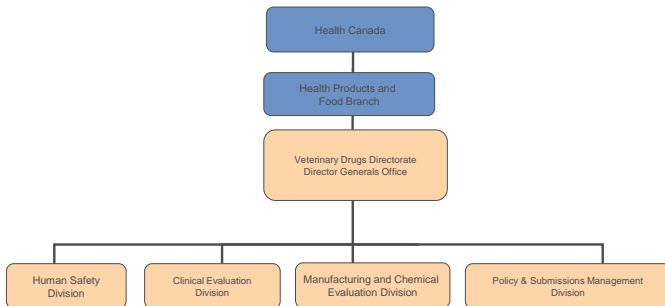 Health Canada
Health Products and
Food Branch
Veterinary Drugs Directorate
Director Generals Office
Human Safety
Division
Clinical Evaluation
Division
Manufacturing and Chemical
Evaluation Division
Policy & Submissions Management
Division